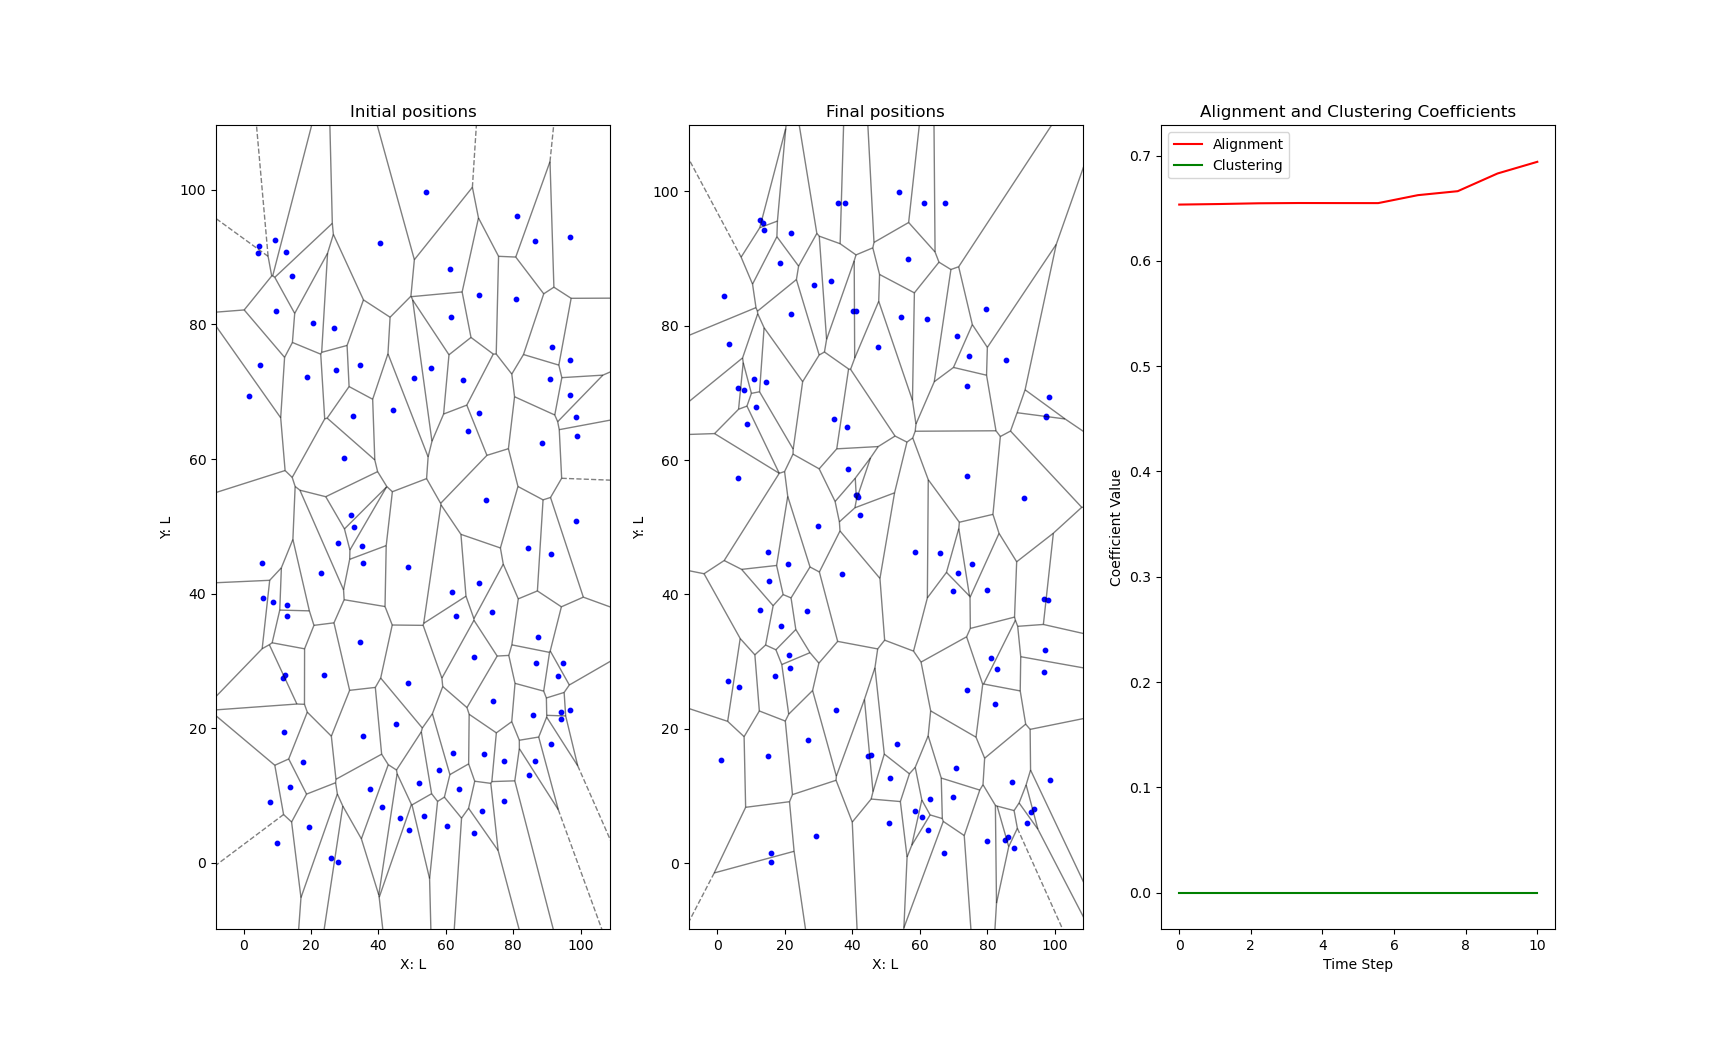 Initial positions
Final positions
Alignment and Clustering Coefficients
Alignment
Clustering
Y: L
100
80
60
40
20
0
0 20 40 60 80 100
X: L
Y: L
100
80
60
40
20
0
0 20 40 60 80 100
X: L
Coefficient Value
0.7
0.6
0.5
0.4
0.3
0.2
0.1
0.0
0 2 4 6 8 10
Time Step